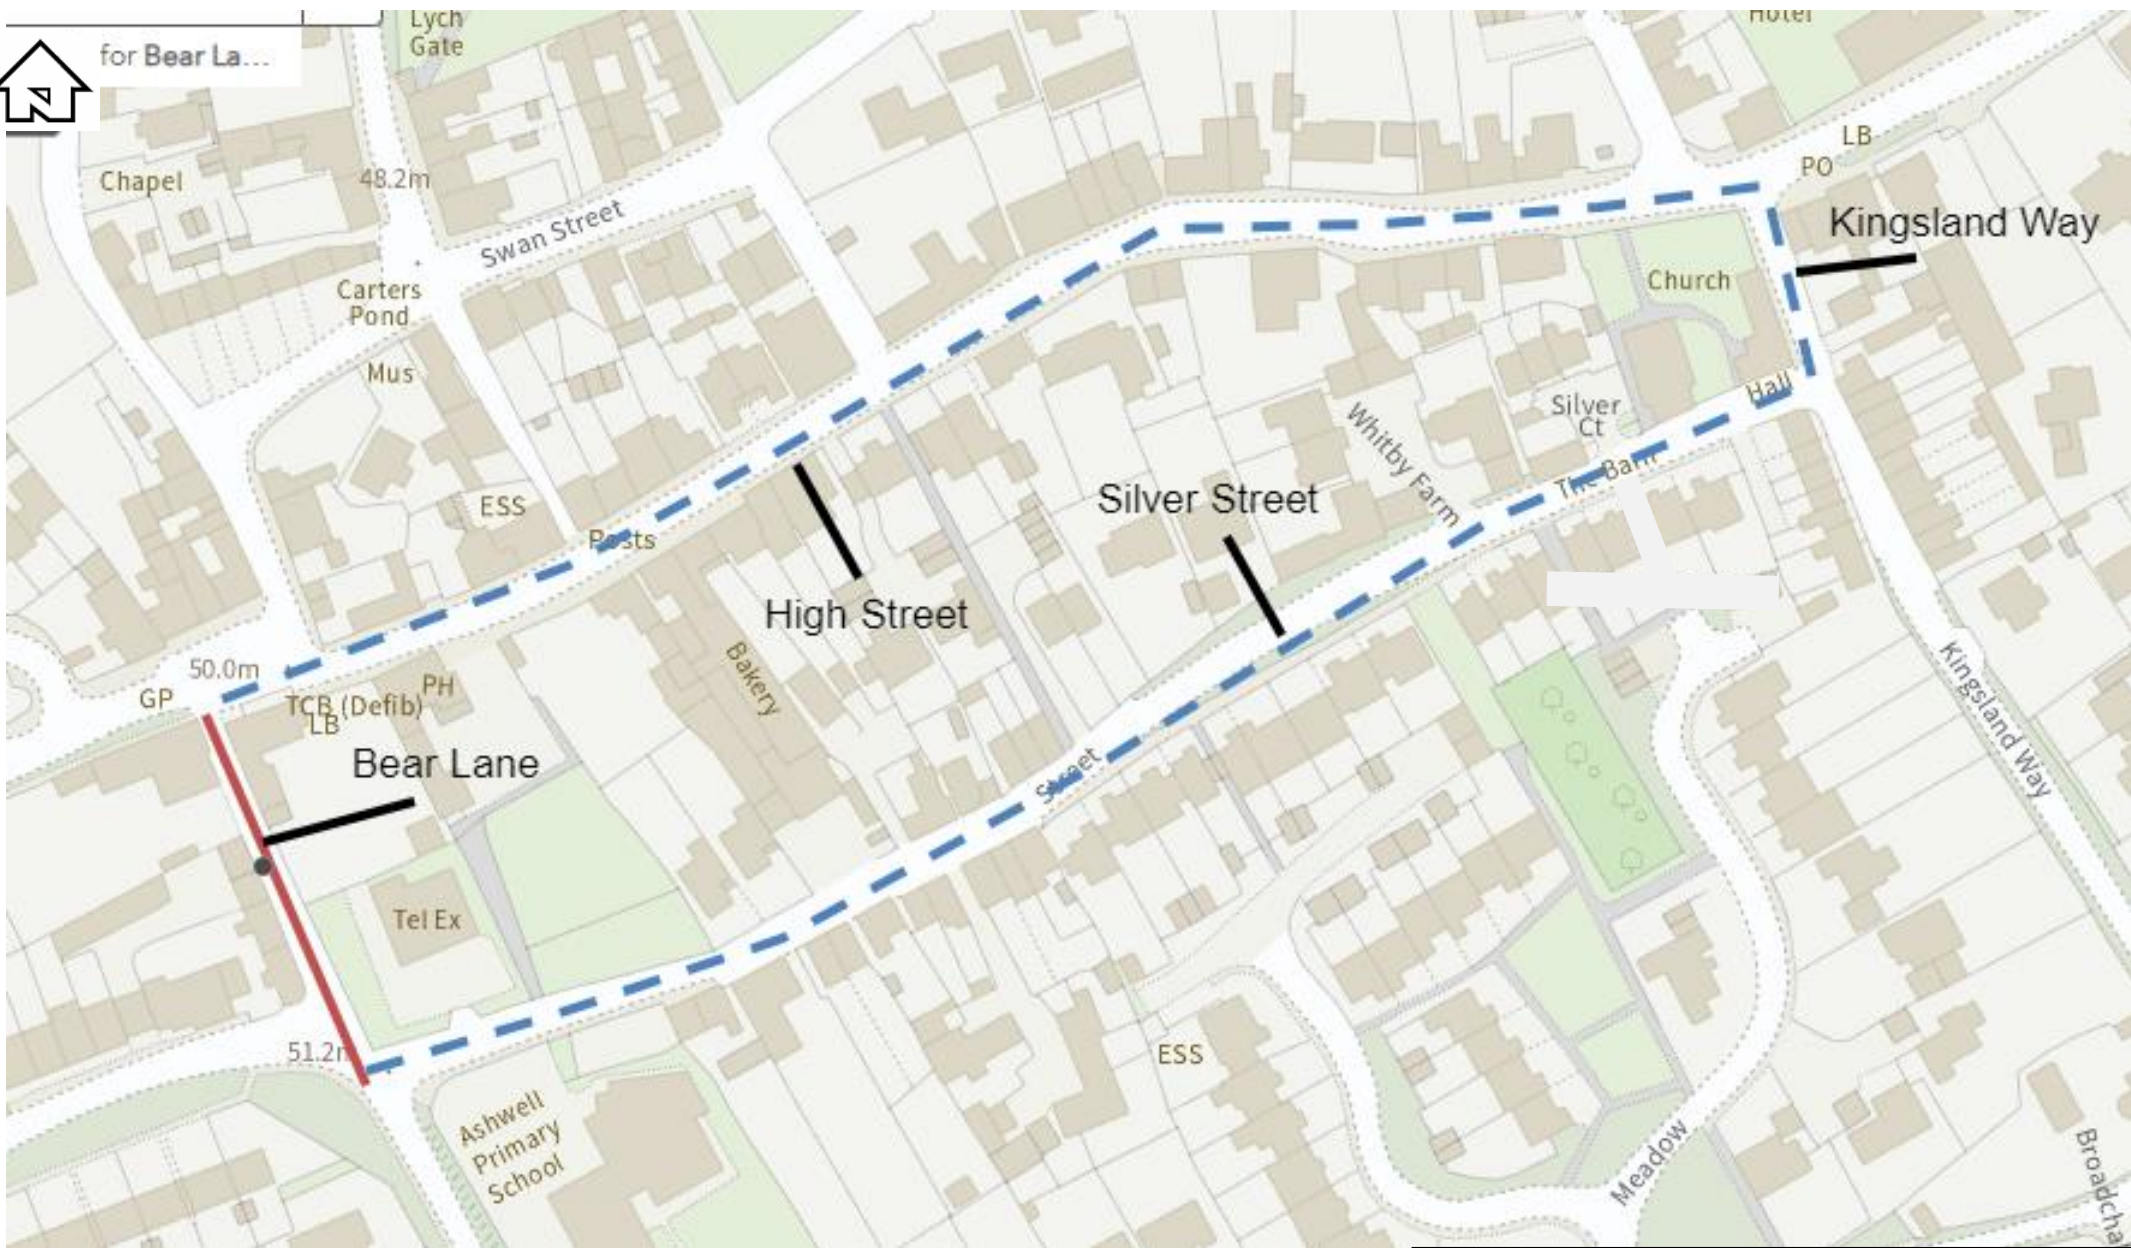 for Bear La...
N
Lych
Gate
Hotel
LB
PO
Chapel
48.2m
Swan Street
Kingsland Way
Church
Carters
Pond
Mus
Hall
Silver
Ct
Whitby Farm
The Barn
ESS
Posts
Silver Street
High Street
Bakery
50.0m
GP
PH
TCB (Defib)
LB
Bear Lane
Street
Kingsland Way
Tel Ex
51.2m
ESS
Ashwell
Primary
School
Meadow
Broadcha